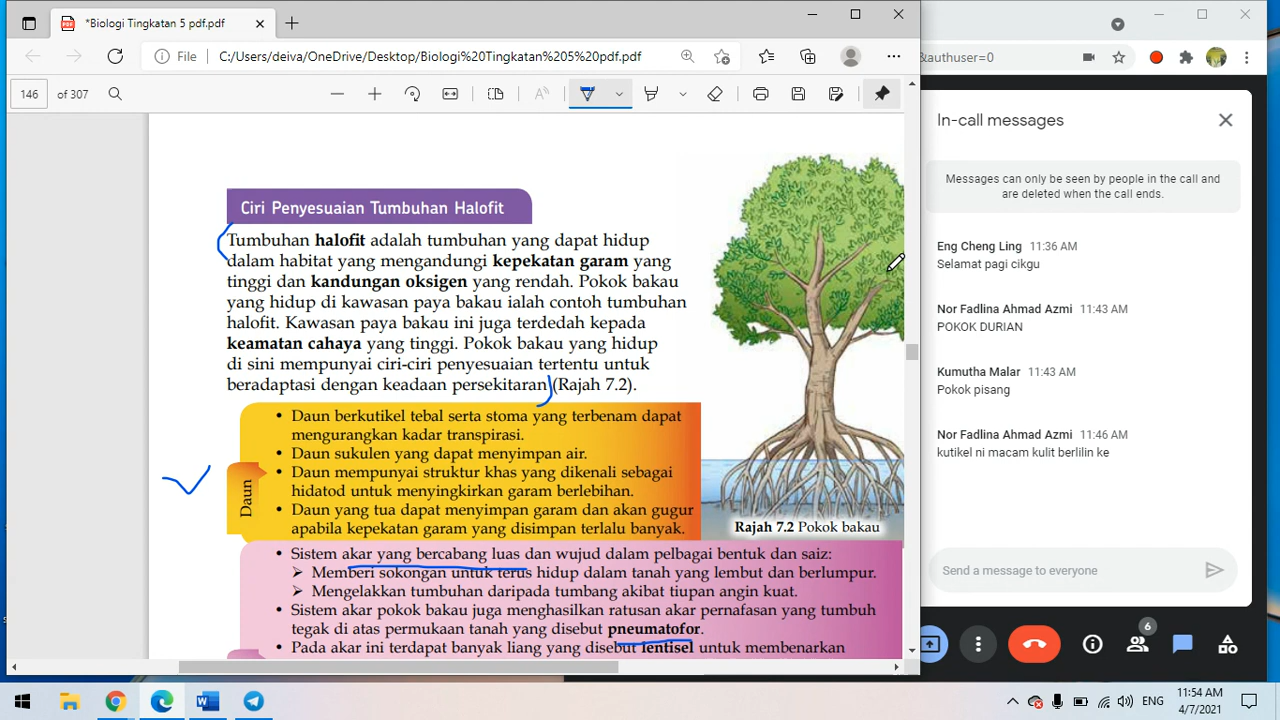 *Biologi Tingkatan 5 pdf.pdf
File
C:/Users/deiva/OneDrive/Desktop/Biologi%20Tingkatan%205%20pdf.pdf
&authuser=0
146 of 307
Ciri Penyesuaian Tumbuhan Halofit
Tumbuhan halofit adalah tumbuhan yang dapat hidup
dalam habitat yang mengandungi kepekatan garam yang
tinggi dan kandungan oksigen yang rendah. Pokok bakau
yang hidup di kawasan paya bakau ialah contoh tumbuhan
halofit. Kawasan paya bakau ini juga terdedah kepada
keamatan cahaya yang tinggi. Pokok bakau yang hidup
di sini mempunyai ciri-ciri penyesuaian tertentu untuk
beradaptasi dengan keadaan persekitaran (Rajah 7.2).
Daun
• Daun berkutikel tebal serta stoma yang terbenam dapat
mengurangkan kadar transpirasi.
• Daun sukulen yang dapat menyimpan air.
• Daun mempunyai struktur khas yang dikenali sebagai
hidatod untuk menyingkirkan garam berlebihan.
• Daun yang tua dapat menyimpan garam dan akan gugur
apabila kepekatan garam yang disimpan terlalu banyak.
Rajah 7.2 Pokok bakau
• Sistem akar yang bercabang luas dan wujud dalam pelbagai bentuk dan saiz:
➢ Memberi sokongan untuk terus hidup dalam tanah yang lembut dan berlumpur.
➢ Mengelakkan tumbuhan daripada tumbang akibat tiupan angin kuat.
• Sistem akar pokok bakau juga menghasilkan ratusan akar pernafasan yang tumbuh
tegak di atas permukaan tanah yang disebut pneumatofor.
• Pada akar ini terdapat banyak liang yang disebut lentisel untuk membenarkan
In-call messages
Messages can only be seen by people in the call and
are deleted when the call ends.
Eng Cheng Ling 11:36 AM
Selamat pagi cikgu
Nor Fadlina Ahmad Azmi 11:43 AM
POKOK DURIAN
Kumutha Malar 11:43 AM
Pokok pisang
Nor Fadlina Ahmad Azmi 11:46 AM
kutikel ni macam kulit berlilin ke
Send a message to everyone
6
ENG
11:54 AM
4/7/2021